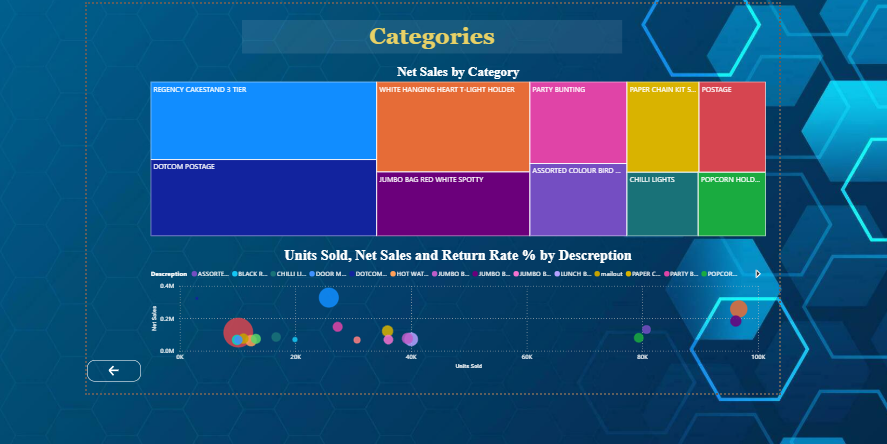 Categories
Net Sales by Category
REGENCY CAKESTAND 3 TIER
WHITE HANGING HEART T-LIGHT HOLDER
PARTY BUNTING
PAPER CHAIN KIT 5...
POSTAGE
DOTCOM POSTAGE
JUMBO BAG RED WHITE SPOTTY
ASSORTED COLOUR BIRD ...
CHILLI LIGHTS
POPCORN HOLD...
Units Sold, Net Sales and Return Rate % by Descreption
Descreption ASSORTE... BLACK R... CHILLI LI... DOOR M... DOTCOM... HOT WAT... JUMBO B... JUMBO B... JUMBO B... LUNCH B... mailout PAPER C... PARTY B... POPCOR...
Net Sales
0.4M
0.2M
0.0M
0K 20K 40K 60K 80K 100K
Units Sold